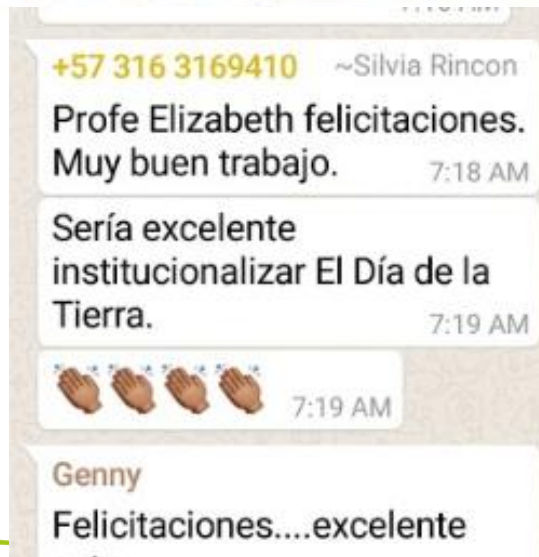 +57 316 3169410 ~Silvia Rincon
Profe Elizabeth felicitaciones.
Muy buen trabajo. 7:18 AM
Sería excelente
institucionalizar El Día de la
Tierra. 7:19 AM
👏🏽👏🏽👏🏽👏🏽 7:19 AM
Genny
Felicitaciones....excelente